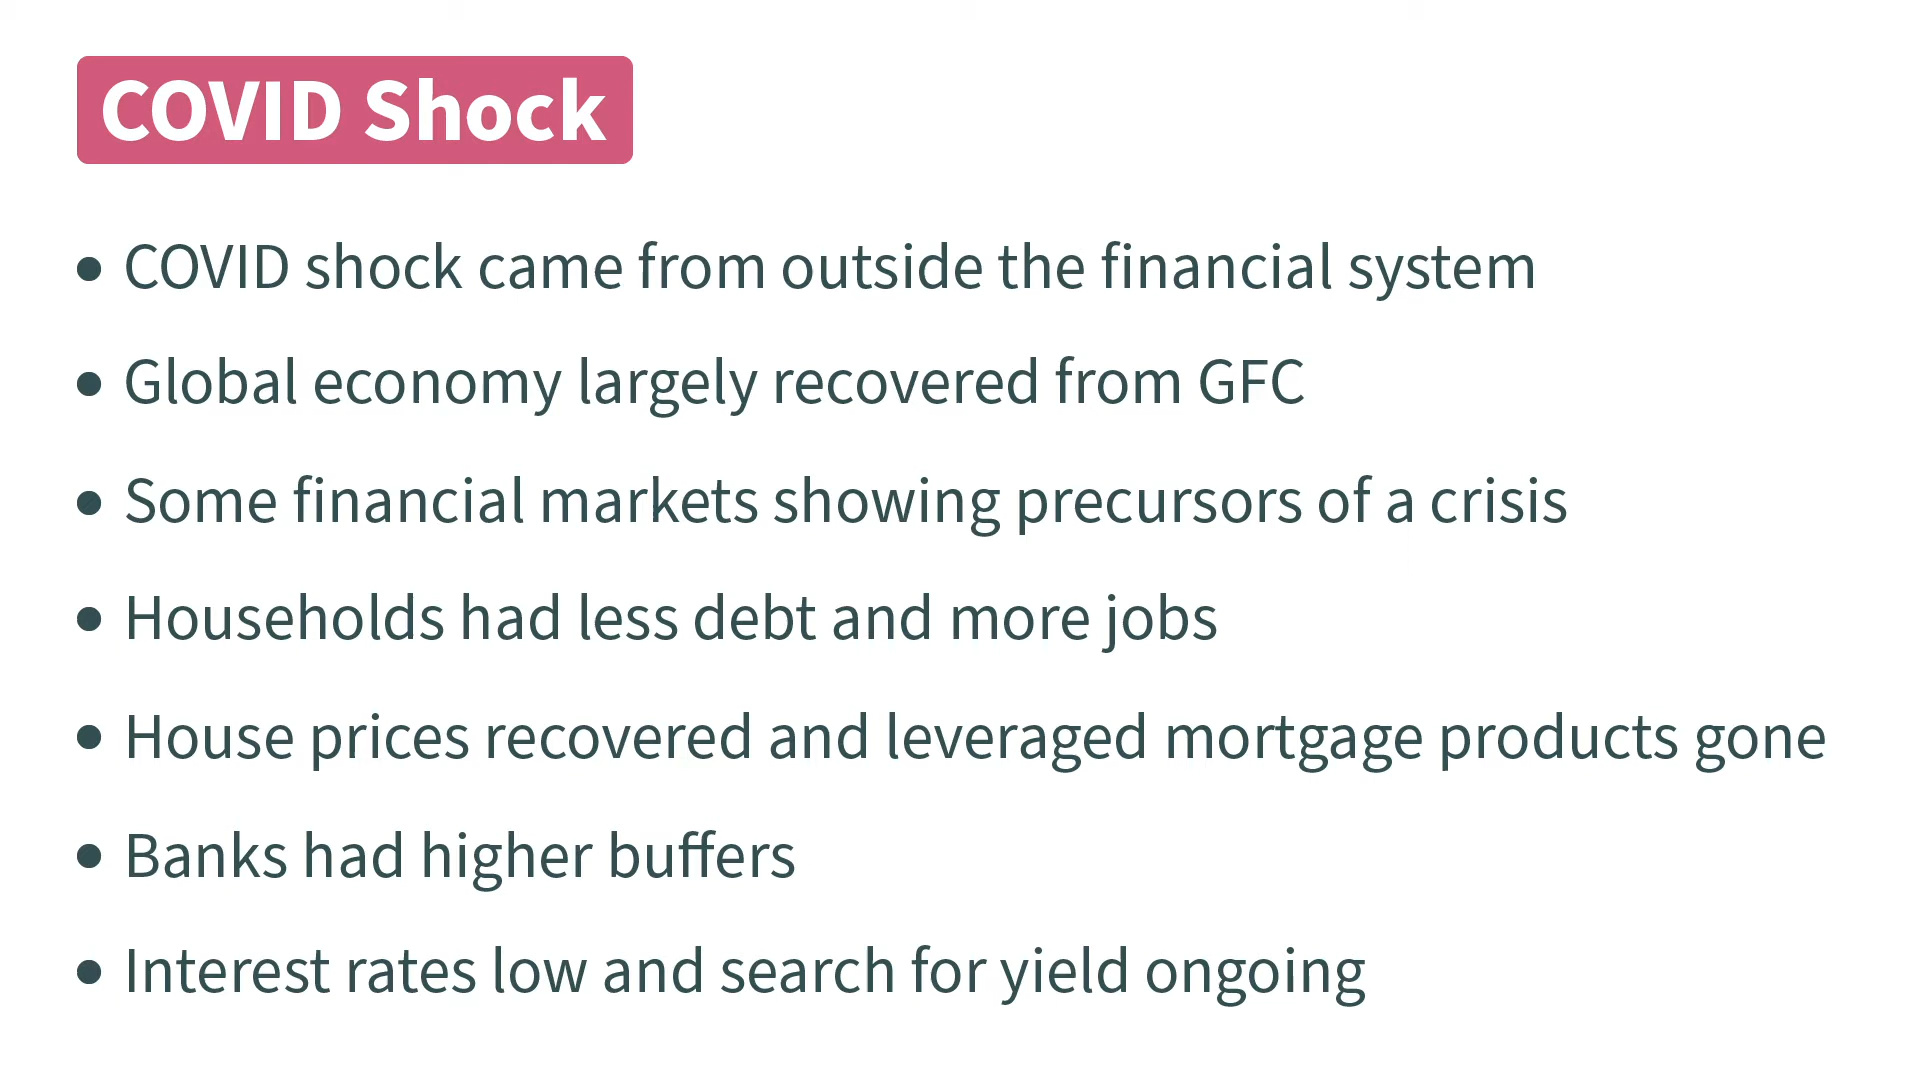 COVID Shock
• COVID shock came from outside the financial system
• Global economy largely recovered from GFC
• Some financial markets showing precursors of a crisis
• Households had less debt and more jobs
• House prices recovered and leveraged mortgage products gone
• Banks had higher buffers
• Interest rates low and search for yield ongoing